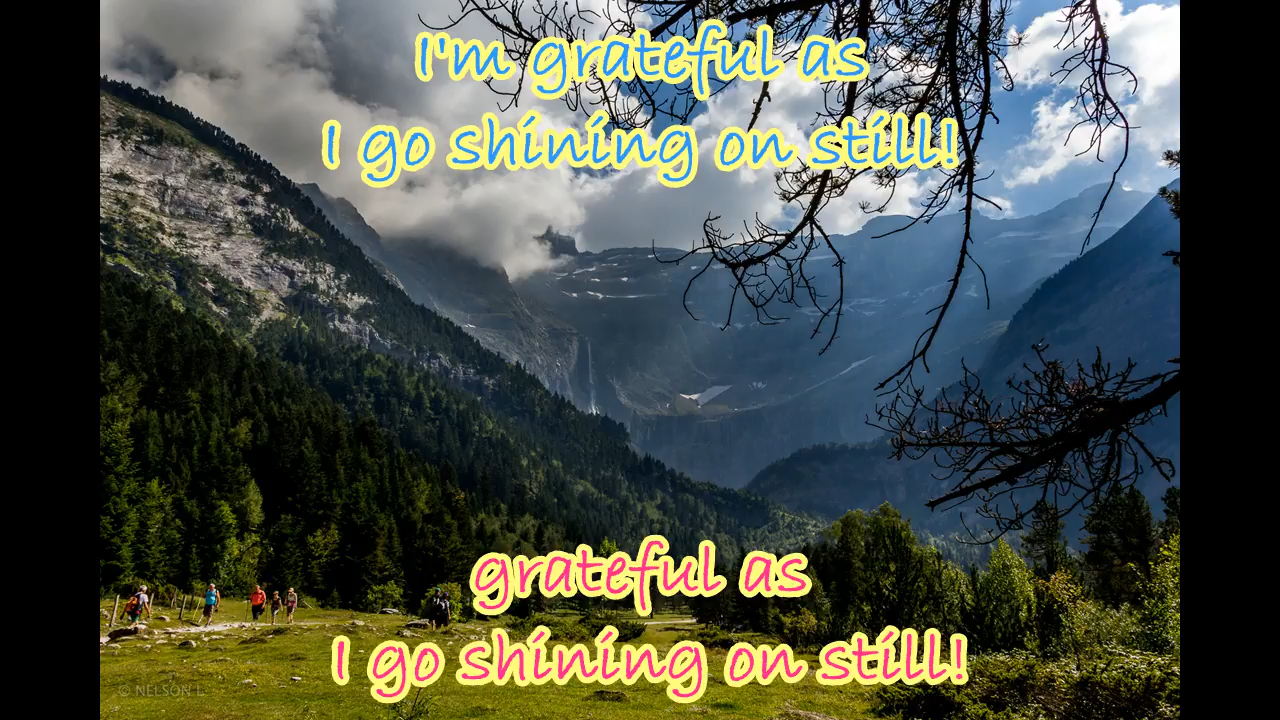 I'm grateful as
I go shining on still!
grateful as
I go shining on still!
© NELSON L.